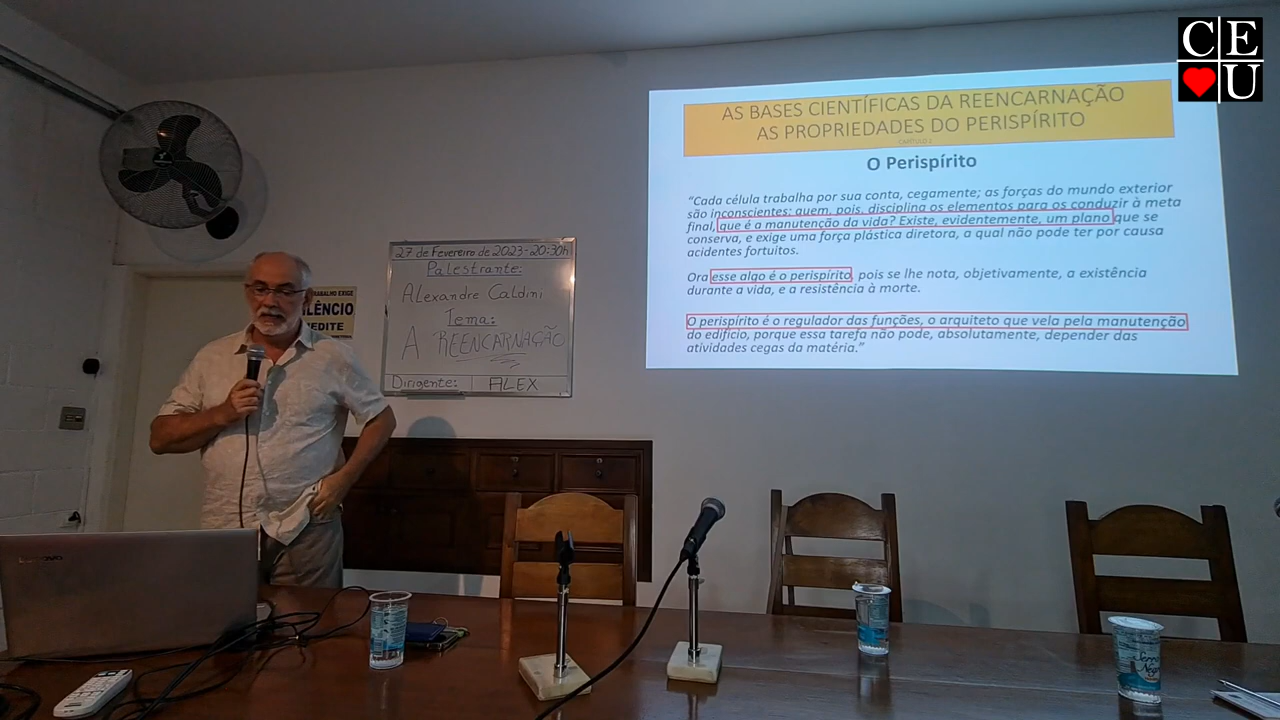 C E
U
AS BASES CIENTÍFICAS DA REENCARNAÇÃO
AS PROPRIEDADES DO PERISPÍRITO
O Perispírito
“Cada célula trabalha por sua conta, cegamente; as forças do mundo exterior
são inconscientes; quem, pois, disciplina os elementos para os conduzir à meta
final, que é a manutenção da vida? Existe, evidentemente, um plano que se
conserva, e exige uma força plástica diretora, a qual não pode ter por causa
acidentes fortuitos.
Ora esse algo é o perispírito, pois se lhe nota, objetivamente, a existência
durante a vida, e a resistência à morte.
O perispírito é o regulador das funções, o arquiteto que vela pela manutenção
do edifício, porque essa tarefa não pode, absolutamente, depender das
atividades cegas da matéria.”
27 de Fevereiro de 2023-20:30h
Palestrante:
Alexandre Caldini
Tema:
A REENCARNAÇÃO
Dirigente: ALEX
TRABALHO EXIGE
LÊNCIO
EDITE
lenovo